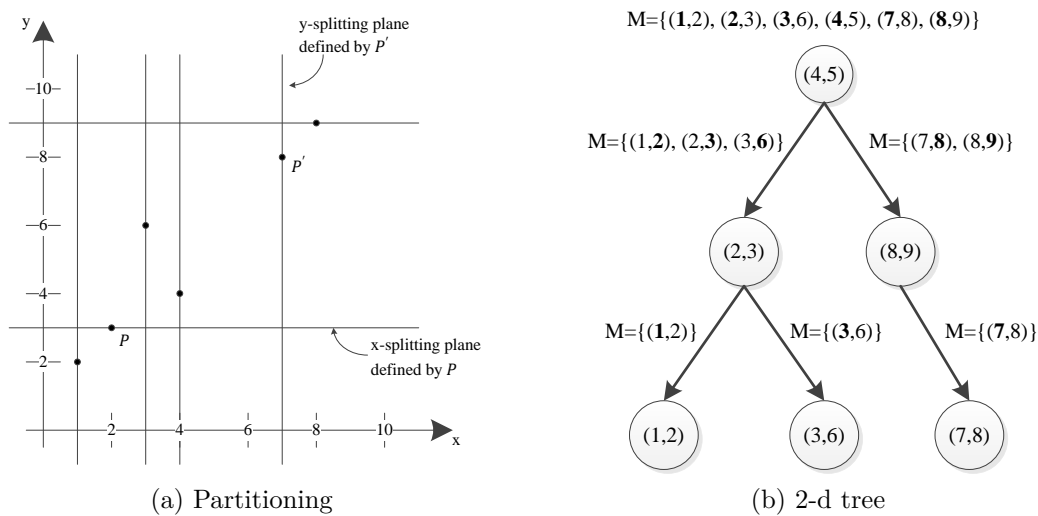 M={(1,2), (2,3), (3,6), (4,5), (7,8), (8,9)}
y
y-splitting plane
defined by P'
10
8
6
4
2
P'
P
x-splitting plane
defined by P
2
4
6
8
10
x
(a) Partitioning
(4,5)
M={(1,2), (2,3), (3,6)}
M={(7,8), (8,9)}
(2,3)
(8,9)
M={(1,2)}
M={(3,6)}
M={(7,8)}
(1,2)
(3,6)
(7,8)
(b) 2-d tree